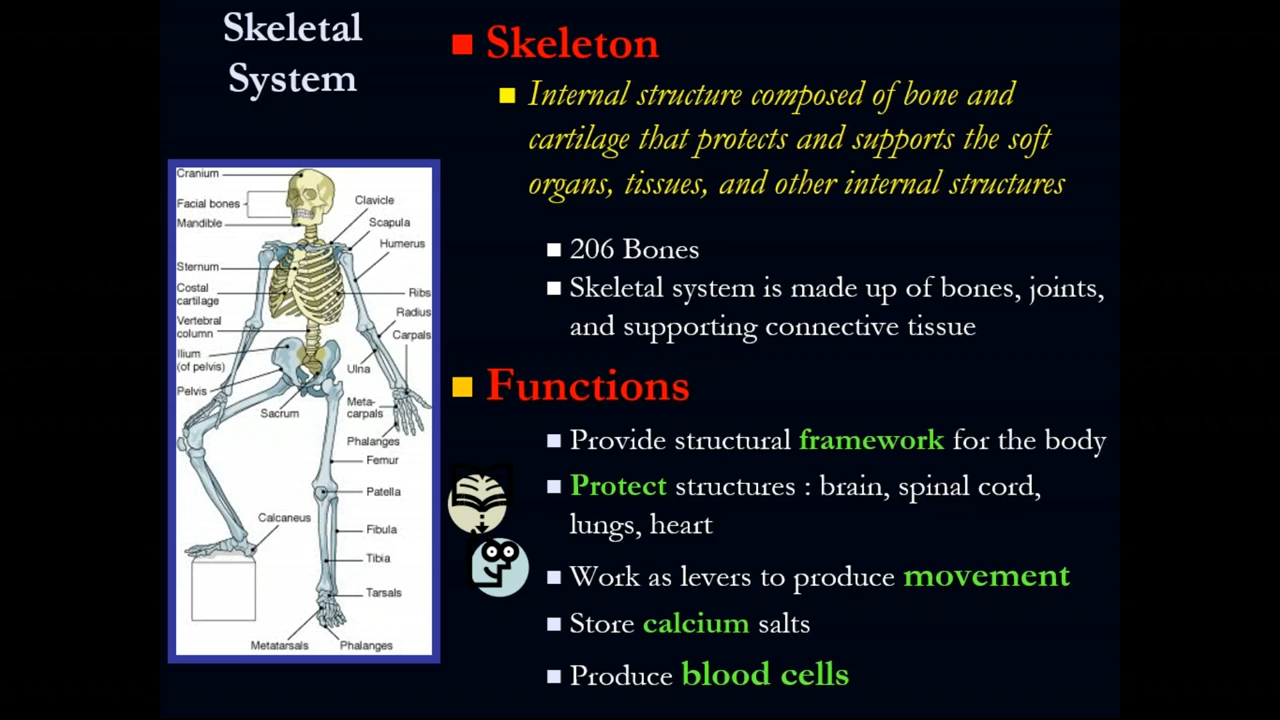 Skeletal
System
Skeleton
Internal structure composed of bone and
cartilage that protects and supports the soft
organs, tissues, and other internal structures
206 Bones
Skeletal system is made up of bones, joints,
and supporting connective tissue
Functions
Provide structural framework for the body
Protect structures : brain, spinal cord,
lungs, heart
Work as levers to produce movement
Store calcium salts
Produce blood cells
Cranium
Facial bones
Mandible
Sternum
Costal
cartilage
Vertebral
column
Ilium
(of pelvis)
Pelvis
Sacrum
Calcaneus
Metatarsals
Clavicle
Scapula
Humerus
Ribs
Radius
Carpals
Ulna
Meta-
carpals
Phalanges
Femur
Patella
Fibula
Tibia
Tarsals
Phalanges